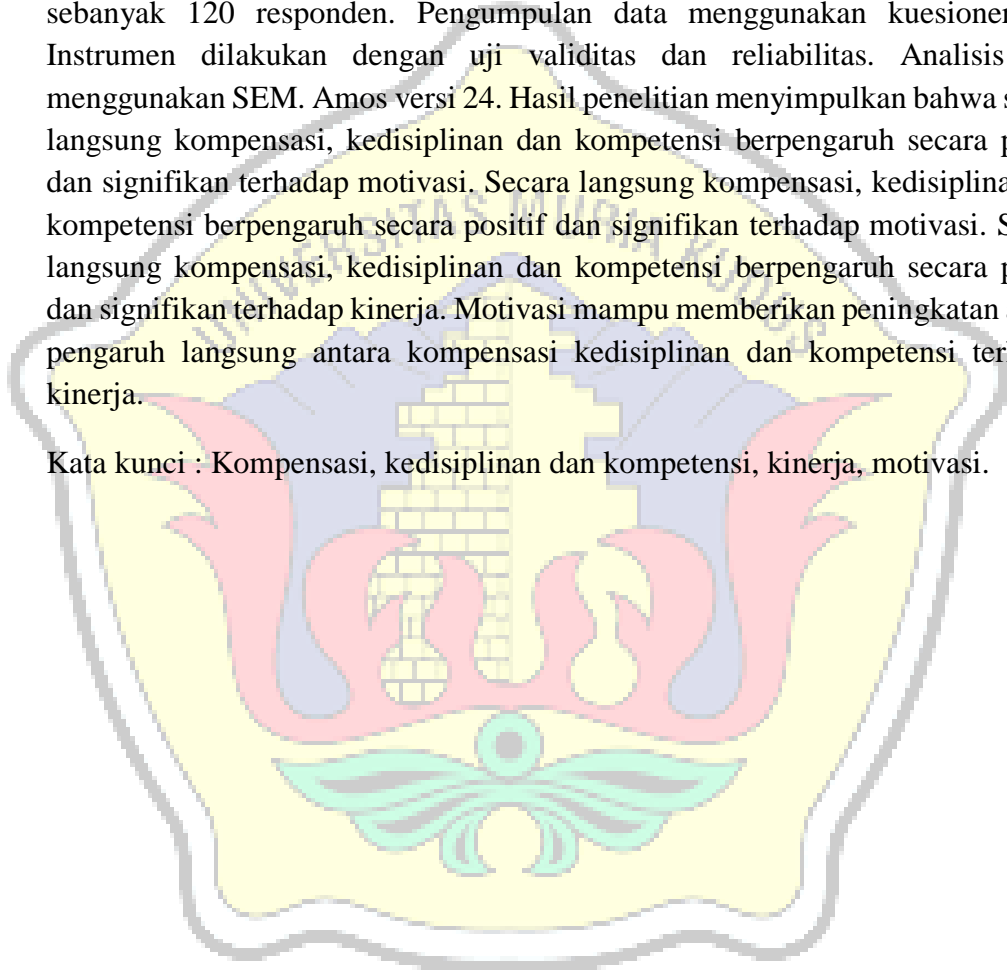 sebanyak 120 responden. Pengumpulan data menggunakan kuesioner
Instrumen dilakukan dengan uji validitas dan reliabilitas. Analisis
menggunakan SEM. Amos versi 24. Hasil penelitian menyimpulkan bahwa s
langsung kompensasi, kedisiplinan dan kompetensi berpengaruh secara p
dan signifikan terhadap motivasi. Secara langsung kompensasi, kedisiplina
kompetensi berpengaruh secara positif dan signifikan terhadap motivasi. S
langsung kompensasi, kedisiplinan dan kompetensi berpengaruh secara p
dan signifikan terhadap kinerja. Motivasi mampu memberikan peningkatan
pengaruh langsung antara kompensasi kedisiplinan dan kompetensi ter
kinerja.
Kata kunci : Kompensasi, kedisiplinan dan kompetensi, kinerja, motivasi.
UNIVERSITAS MURIA KUDUS